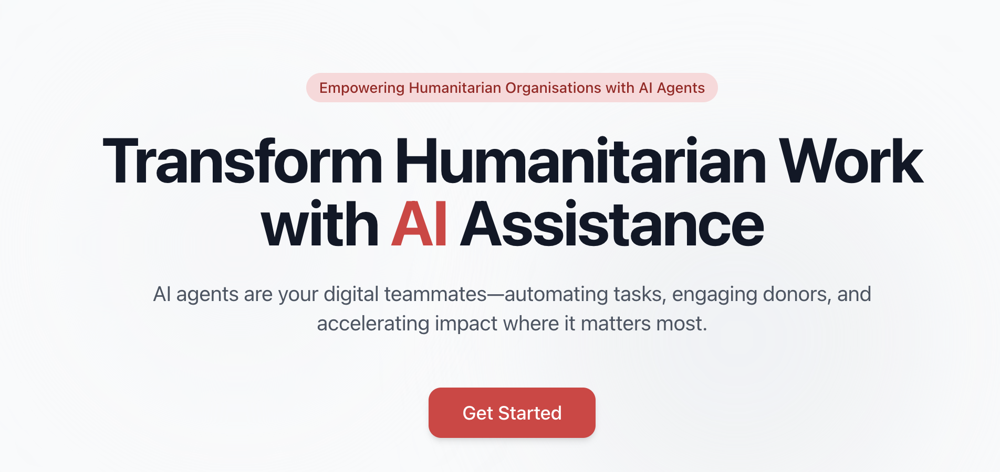 Empowering Humanitarian Organisations with AI Agents
Transform Humanitarian Work
with AI Assistance
AI agents are your digital teammates—automating tasks, engaging donors, and
accelerating impact where it matters most.
Get Started